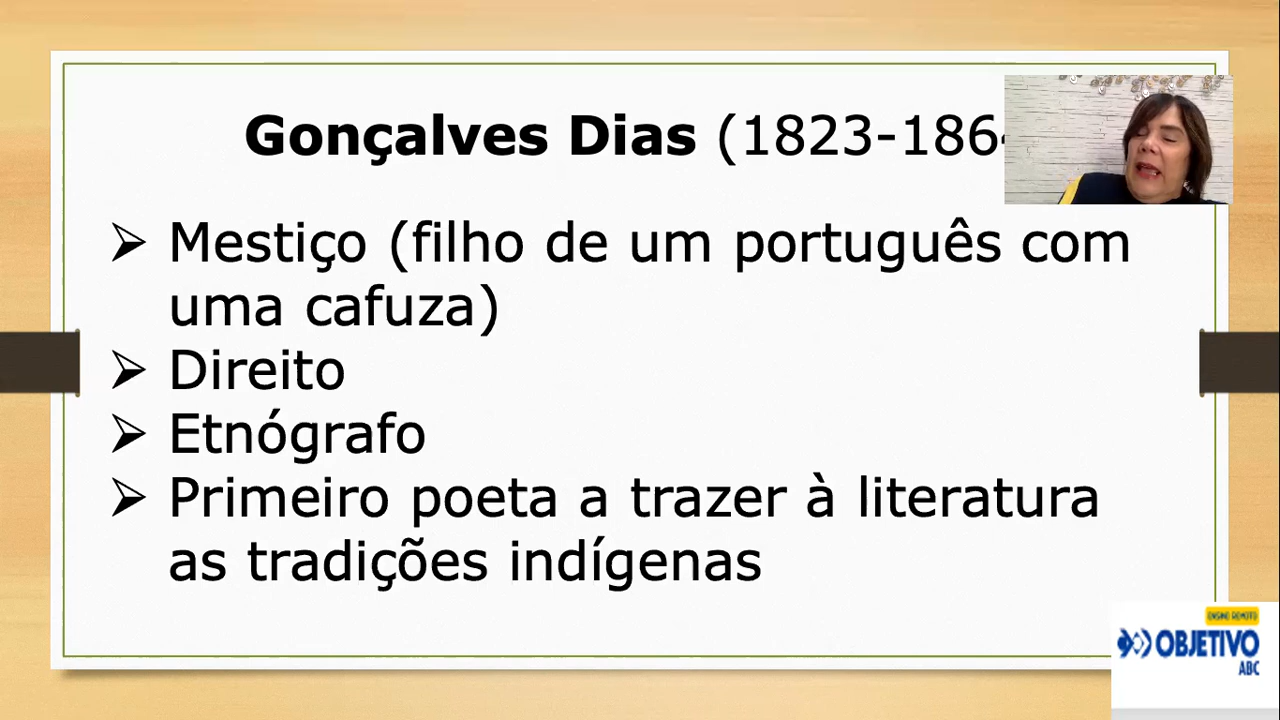 Gonçalves Dias (1823-186
➢ Mestiço (filho de um português com
uma cafuza)
➢ Direito
➢ Etnógrafo
➢ Primeiro poeta a trazer à literatura
as tradições indígenas
ENSINO REMOTO
OBJETIVO
ABC